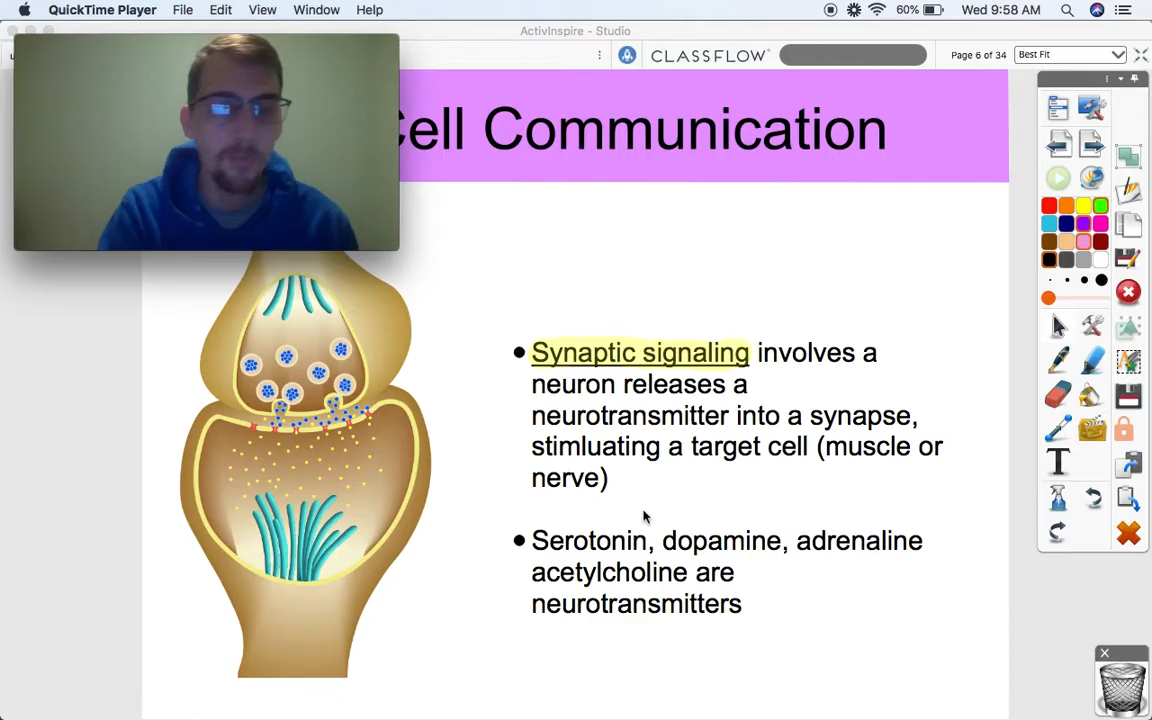 QuickTime Player File Edit View Window Help 60% Wed 9:58 AM
ActivInspire - Studio
CLASSFLOW Page 6 of 34 Best Fit
Cell Communication
• Synaptic signaling involves a
neuron releases a
neurotransmitter into a synapse,
stimluating a target cell (muscle or
nerve)
• Serotonin, dopamine, adrenaline
acetylcholine are
neurotransmitters